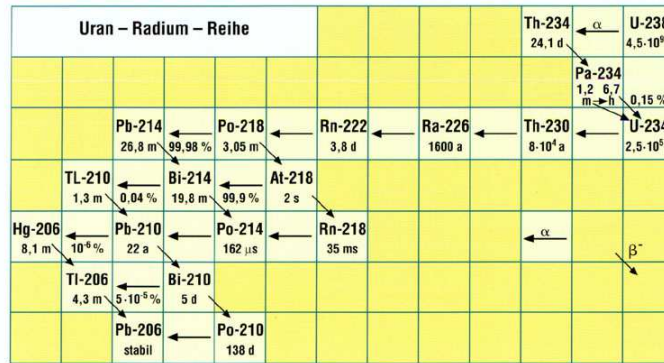 Uran – Radium – Reihe
Th-234 α U-238
24,1 d 4,5·10⁹
Pa-234
1,2 6,7
m h 0,15 %
Pb-214 Po-218 Rn-222 Ra-226 Th-230 U-234
26,8 m 99,98 % 3,05 m 3,8 d 1600 a 8·10⁴ a 2,5·10⁵
TL-210 Bi-214 At-218
1,3 m 0,04 % 19,8 m 99,9 % 2 s
Hg-206 Pb-210 Po-214 Rn-218 α
8,1 m 10⁻⁶ % 22 a 162 µs 35 ms
β⁻
Tl-206 Bi-210
4,3 m 5·10⁻⁵ % 5 d
Pb-206 Po-210
stabil 138 d